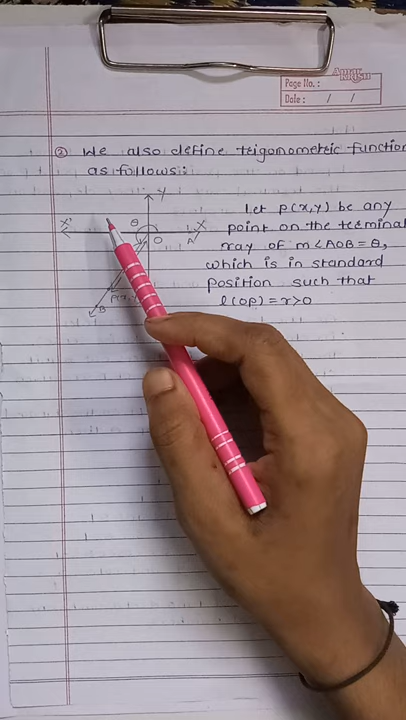 Page No.:
Date: / /
② We also define trigonometric function
as follows:
Y
X' θ X
O A
P(x,y)
B
let P(x,y) be any
point on the terminal
ray of m∠AOB = θ,
which is in standard
position such that
l(OP) = r>0